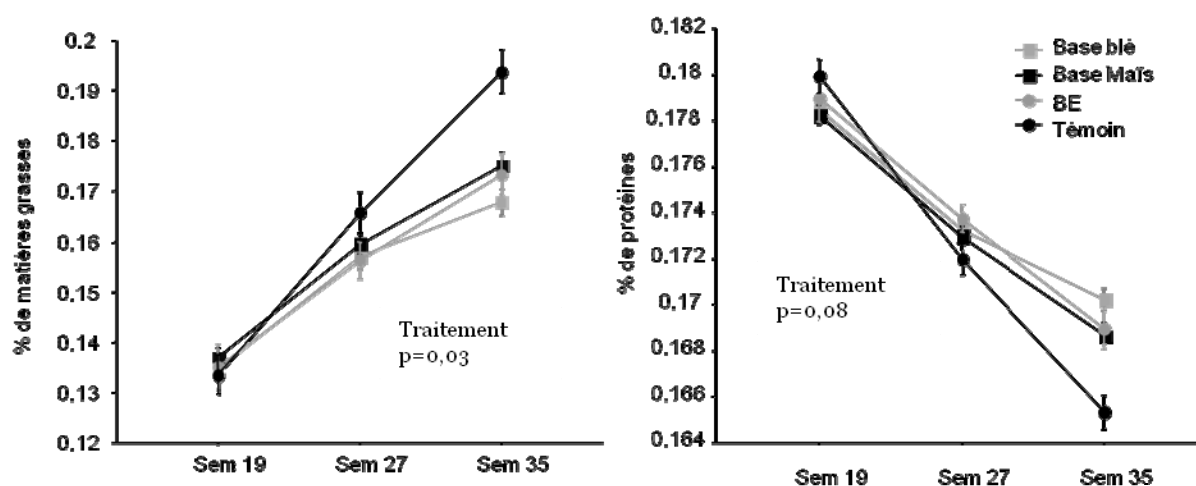 % de matières grasses
0,2
0,19
0,18
0,17
0,16
0,15
0,14
0,13
0,12
Traitement
p=0,03
Sem 19 Sem 27 Sem 35
% de protéines
0,182
0,18
0,178
0,176
0,174
0,172
0,17
0,168
0,166
0,164
Base blé
Base Maïs
BE
Témoin
Traitement
p=0,08
Sem 19 Sem 27 Sem 35